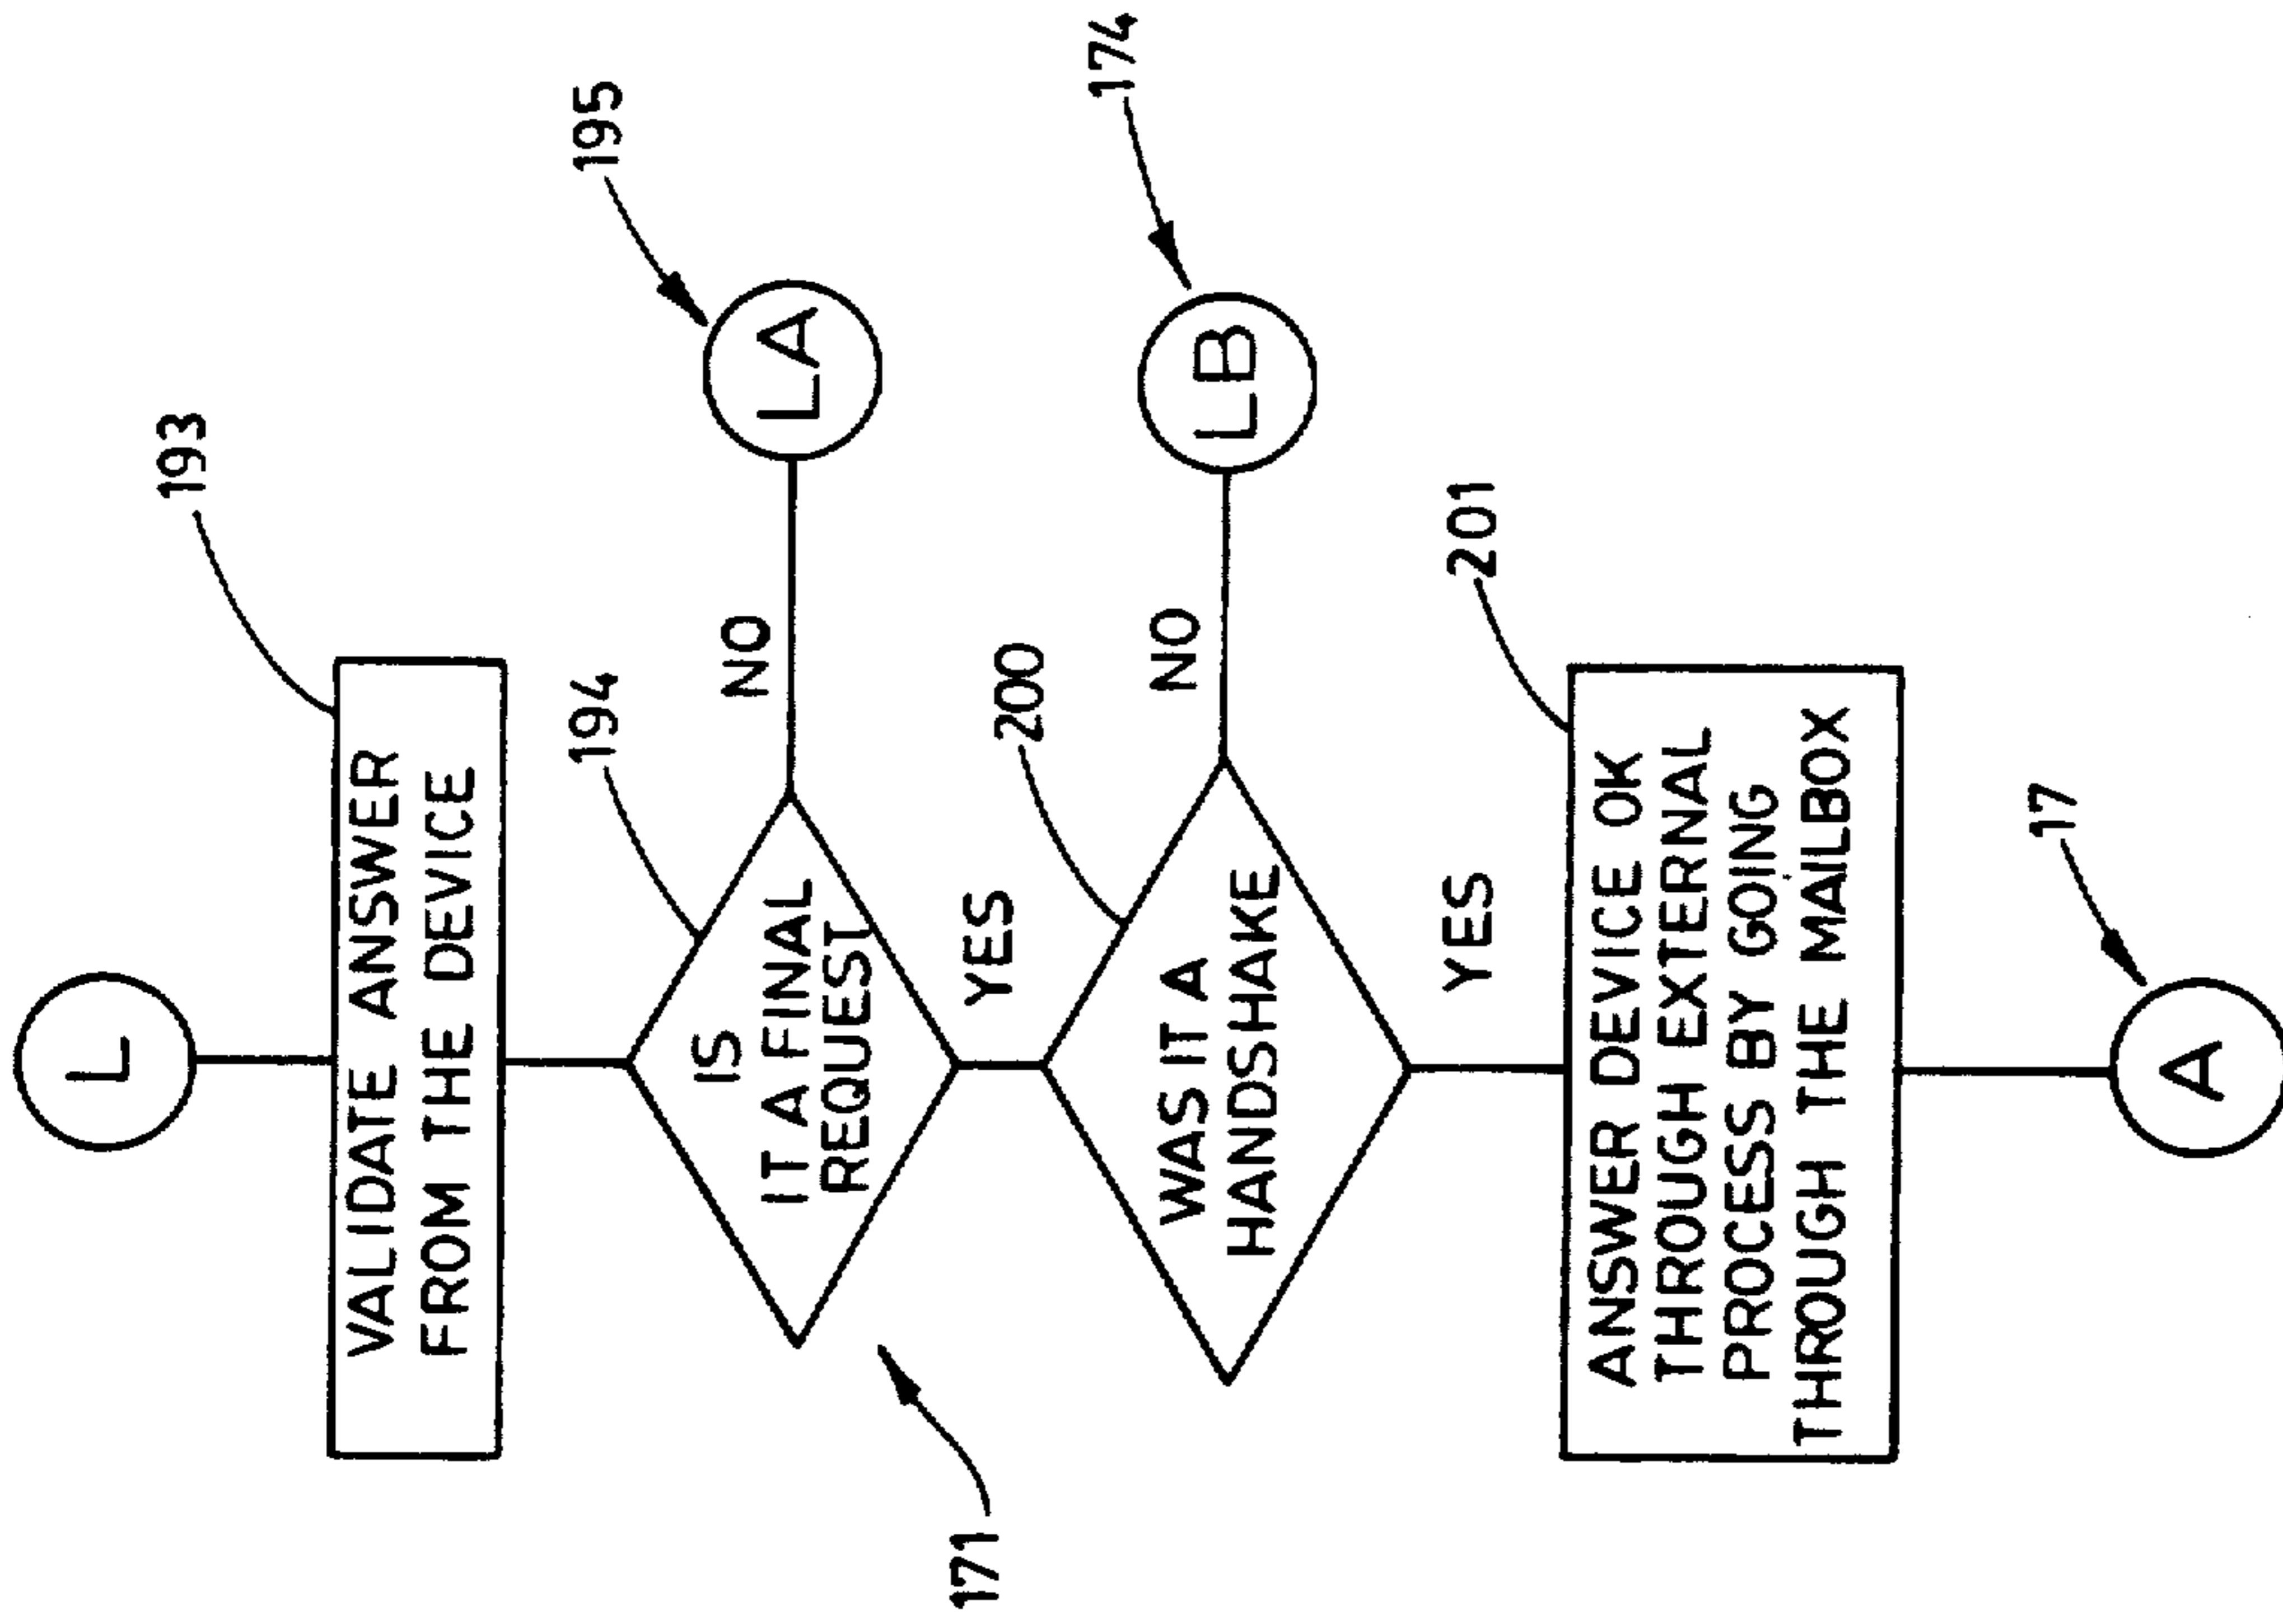 L
193
VALIDATE ANSWER
FROM THE DEVICE
194
195
IS
IT A FINAL
REQUEST
NO
LA
171
YES
200
174
WAS IT A
HANDSHAKE
NO
LB
YES
201
ANSWER DEVICE OK
THROUGH EXTERNAL
PROCESS BY GOING
THROUGH THE MAILBOX
17
A